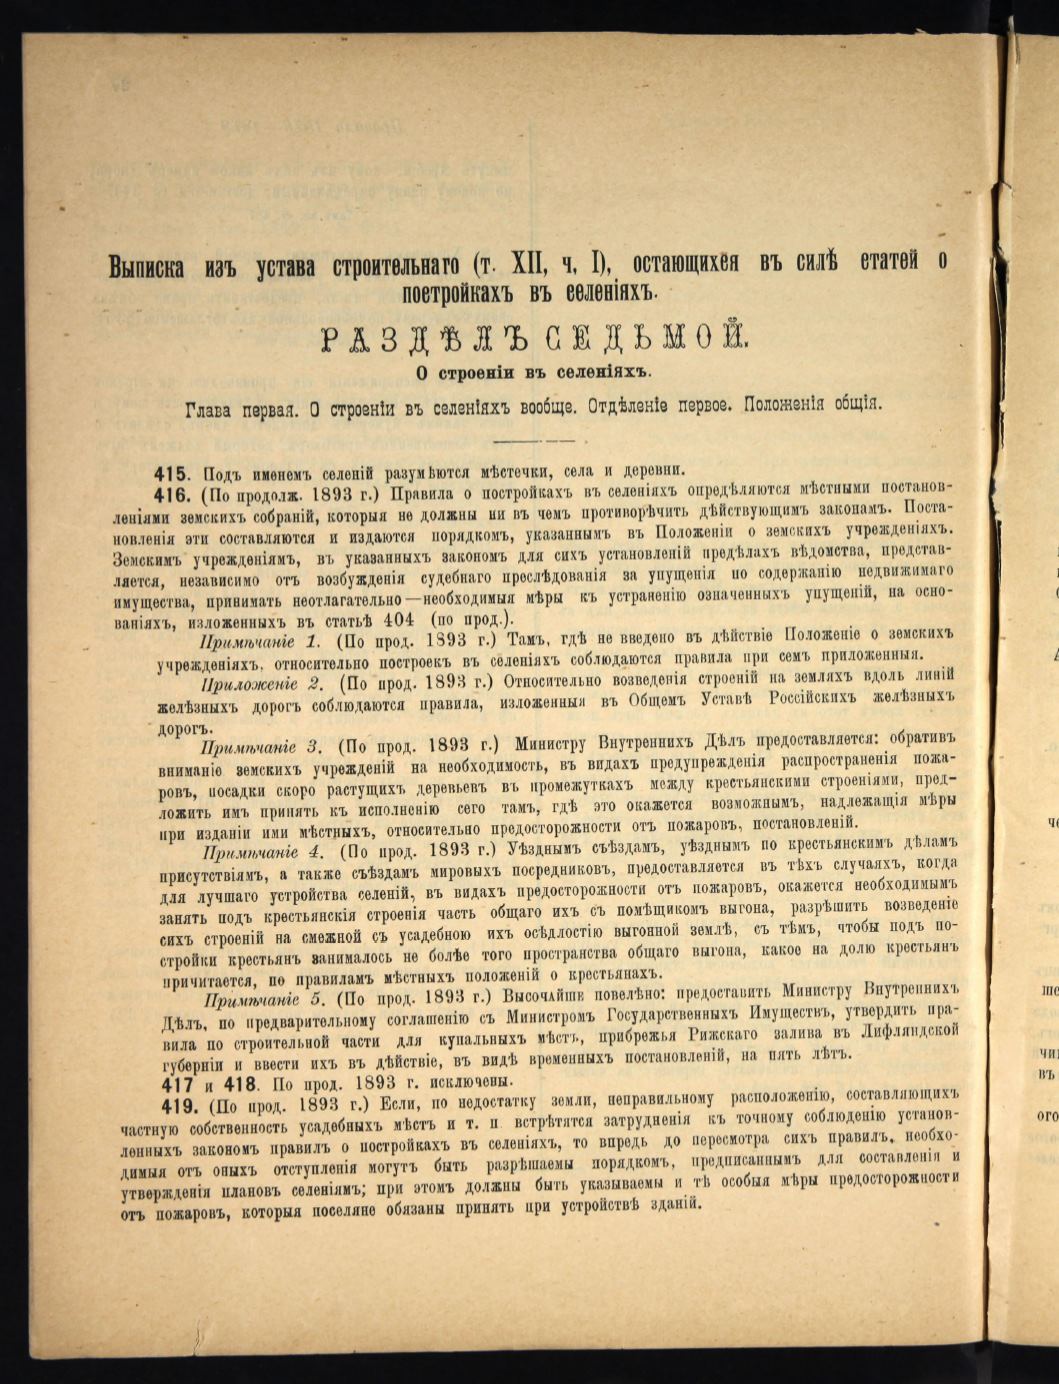 Выписка изъ устава строительнаго (т. XII, ч. I), остающихся въ силѣ статей о
постройкахъ въ селеніяхъ.
РАЗДѢЛЪ СЕДЬМОЙ.
О строеніи въ селеніяхъ.
Глава первая. О строеніи въ селеніяхъ вообще. Отдѣленіе первое. Положенія общія.
415. Подъ именемъ селеній разумѣются мѣстечки, села и деревни.
416. (По продолж. 1893 г.) Правила о постройкахъ въ селеніяхъ опредѣляются мѣстными постанов-
леніями земскихъ собраній, которыя не должны ни въ чемъ противорѣчить дѣйствующимъ законамъ. Поста-
новленія эти составляются и издаются порядкомъ, указаннымъ въ Положеніи о земскихъ учрежденіяхъ.
Земскимъ учрежденіямъ, въ указанныхъ закономъ для сихъ установленій предѣлахъ вѣдомства, представ-
ляется, независимо отъ возбужденія судебнаго преслѣдованія за упущенія по содержанію недвижимаго
имущества, принимать неотлагательно—необходимыя мѣры къ устраненію означенныхъ упущеній, на осно-
ваніяхъ, изложенныхъ въ статьѣ 404 (по прод.).
Примѣчаніе 1. (По прод. 1893 г.) Тамъ, гдѣ не введено въ дѣйствіе Положеніе о земскихъ
учрежденіяхъ, относительно построекъ въ селеніяхъ соблюдаются правила при семъ приложенныя.
Приложеніе 2. (По прод. 1893 г.) Относительно возведенія строеній на земляхъ вдоль линій
желѣзныхъ дорогъ соблюдаются правила, изложенныя въ Общемъ Уставѣ Россійскихъ желѣзныхъ
дорогъ.
Примѣчаніе 3. (По прод. 1893 г.) Министру Внутреннихъ Дѣлъ предоставляется: обративъ
вниманіо земскихъ учрежденій на необходимость, въ видахъ предупрежденія распространенія пожа-
ровъ, посадки скоро растущихъ деревьевъ въ промежуткахъ между крестьянскими строеніями, пред-
ложить имъ принять къ исполненію сего тамъ, гдѣ это окажется возможнымъ, надлежащія мѣры
при изданіи ими мѣстныхъ, относительно предосторожности отъ пожаровъ, постановленій.
Примѣчаніе 4. (По прод. 1893 г.) Уѣзднымъ съѣздамъ, уѣзднымъ по крестьянскимъ дѣламъ
присутствіямъ, а также съѣздамъ мировыхъ посредниковъ, предоставляется въ тѣхъ случаяхъ, когда
для лучшаго устройства селеній, въ видахъ предосторожности отъ пожаровъ, окажется необходимымъ
занять подъ крестьянскія строенія часть общаго ихъ съ помѣщикомъ выгона, разрѣшить возведеніе
сихъ строеній на смежной съ усадебною ихъ осѣдлостію выгонной землѣ, съ тѣмъ, чтобы подъ по-
стройки крестьянъ занималось не болѣе того пространства общаго выгона, какое на долю крестьянъ
причитается, по правиламъ мѣстныхъ положеній о крестьянахъ.
Примѣчаніе 5. (По прод. 1893 г.) Высочайше повелѣно: предоставить Министру Внутреннихъ
Дѣлъ, по предварительному соглашенію съ Министромъ Государственныхъ Имуществъ, утвердить пра-
вила по строительной части для купальныхъ мѣстъ, прибрежья Рижскаго залива въ Лифляндской
губерніи и ввести ихъ въ дѣйствіе, въ видѣ временныхъ постановленій, на пять лѣтъ.
417 и 418. По прод. 1893 г. исключены.
419. (По прод. 1893 г.) Если, по недостатку земли, неправильному расположенію, составляющихъ
частную собственность усадебныхъ мѣстъ и т. п. встрѣтятся затрудненія къ точному соблюденію установ-
ленныхъ закономъ правилъ о постройкахъ въ селеніяхъ, то впредь до пересмотра сихъ правилъ, необхо-
димыя отъ оныхъ отступленія могутъ быть разрѣшаемы порядкомъ, предписаннымъ для составленія и
утвержденія плановъ селеніямъ; при этомъ должны быть указываемы и тѣ особыя мѣры предосторожности
отъ пожаровъ, которыя поселяне обязаны принять при устройствѣ зданій.